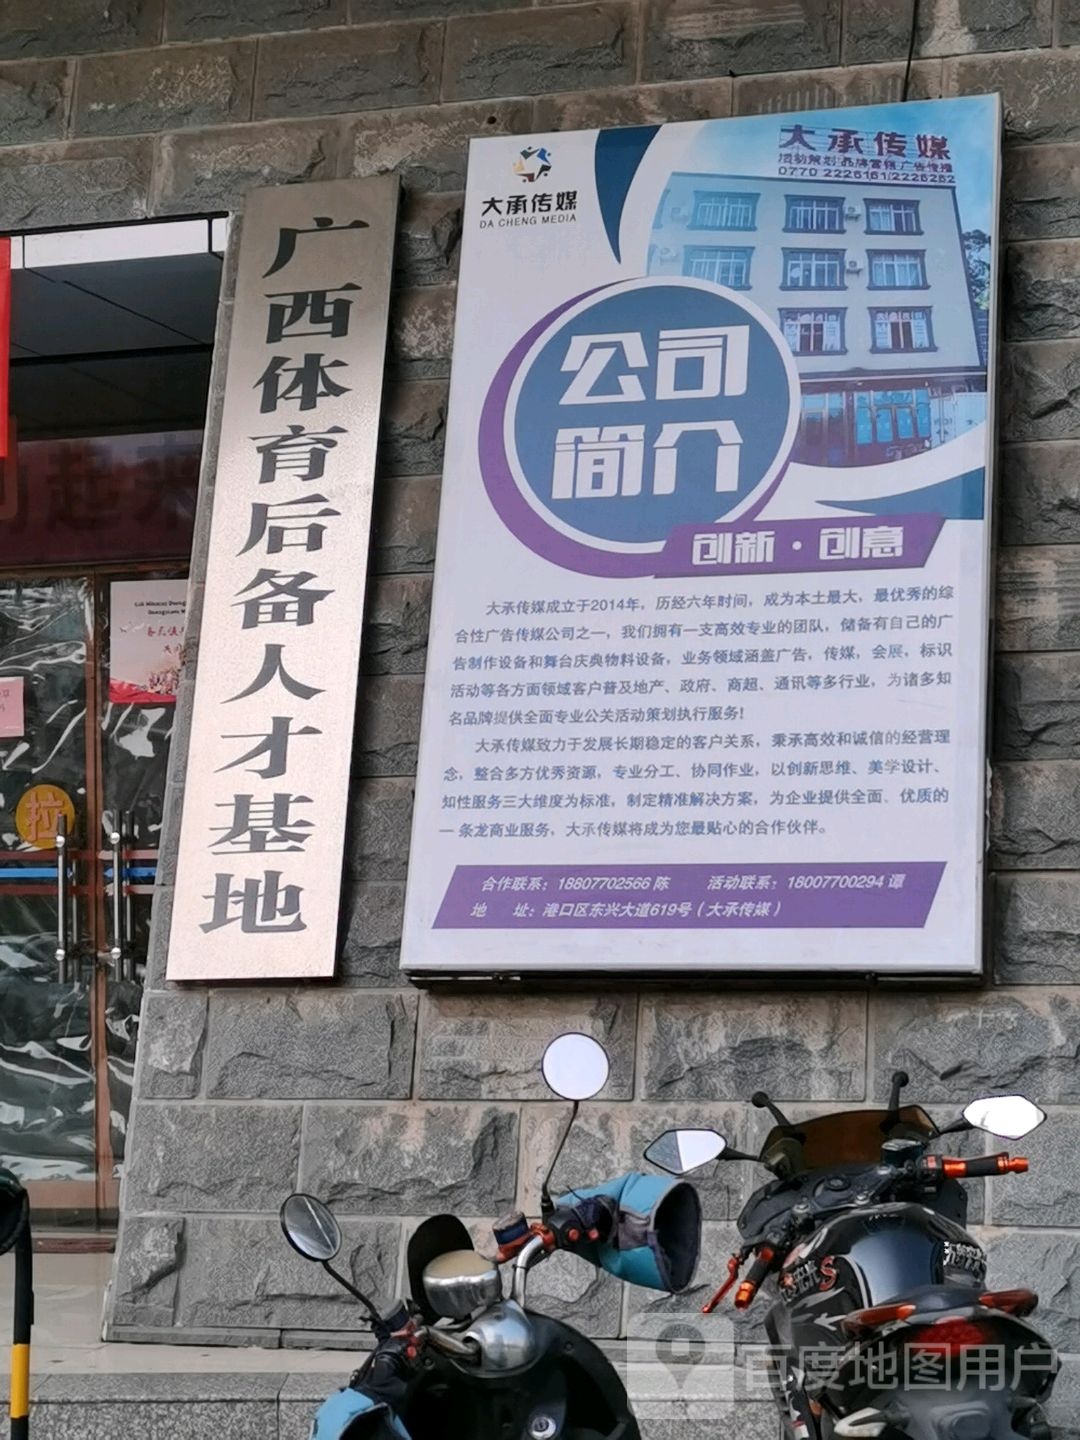 广西体育后备人才基地
大承传媒
DA CHENG MEDIA
大承传媒
活动策划 品牌营销 广告传播
0770 2226161/2226262
公司
简介
创新·创意
大承传媒成立于2014年，历经六年时间，成为本土最大，最优秀的综
合性广告传媒公司之一，我们拥有一支高效专业的团队，储备有自己的广
告制作设备和舞台庆典物料设备，业务领域涵盖广告，传媒，会展，标识
活动等各方面领域客户普及地产、政府、商超、通讯等多行业，为诸多知
名品牌提供全面专业公关活动策划执行服务!
大承传媒致力于发展长期稳定的客户关系，秉承高效和诚信的经营理
念，整合多方优秀资源，专业分工、协同作业，以创新思维、美学设计、
知性服务三大维度为标准，制定精准解决方案，为企业提供全面、优质的
一条龙商业服务，大承传媒将成为您最贴心的合作伙伴。
合作联系：18807702566 陈 活动联系：18007700294 谭
地 址：港口区东兴大道619号（大承传媒）
拉
百度地图用户